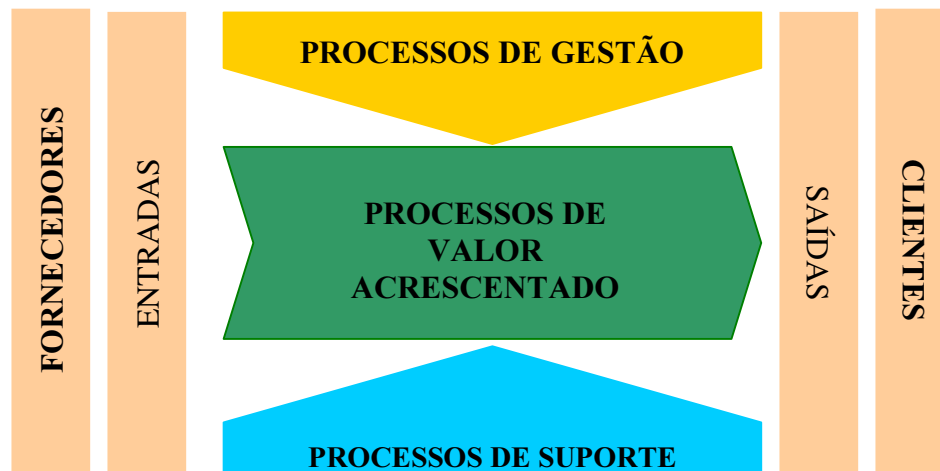 FORNECEDORES
ENTRADAS
PROCESSOS DE GESTÃO
PROCESSOS DE
VALOR
ACRESCENTADO
PROCESSOS DE SUPORTE
SAÍDAS
CLIENTES